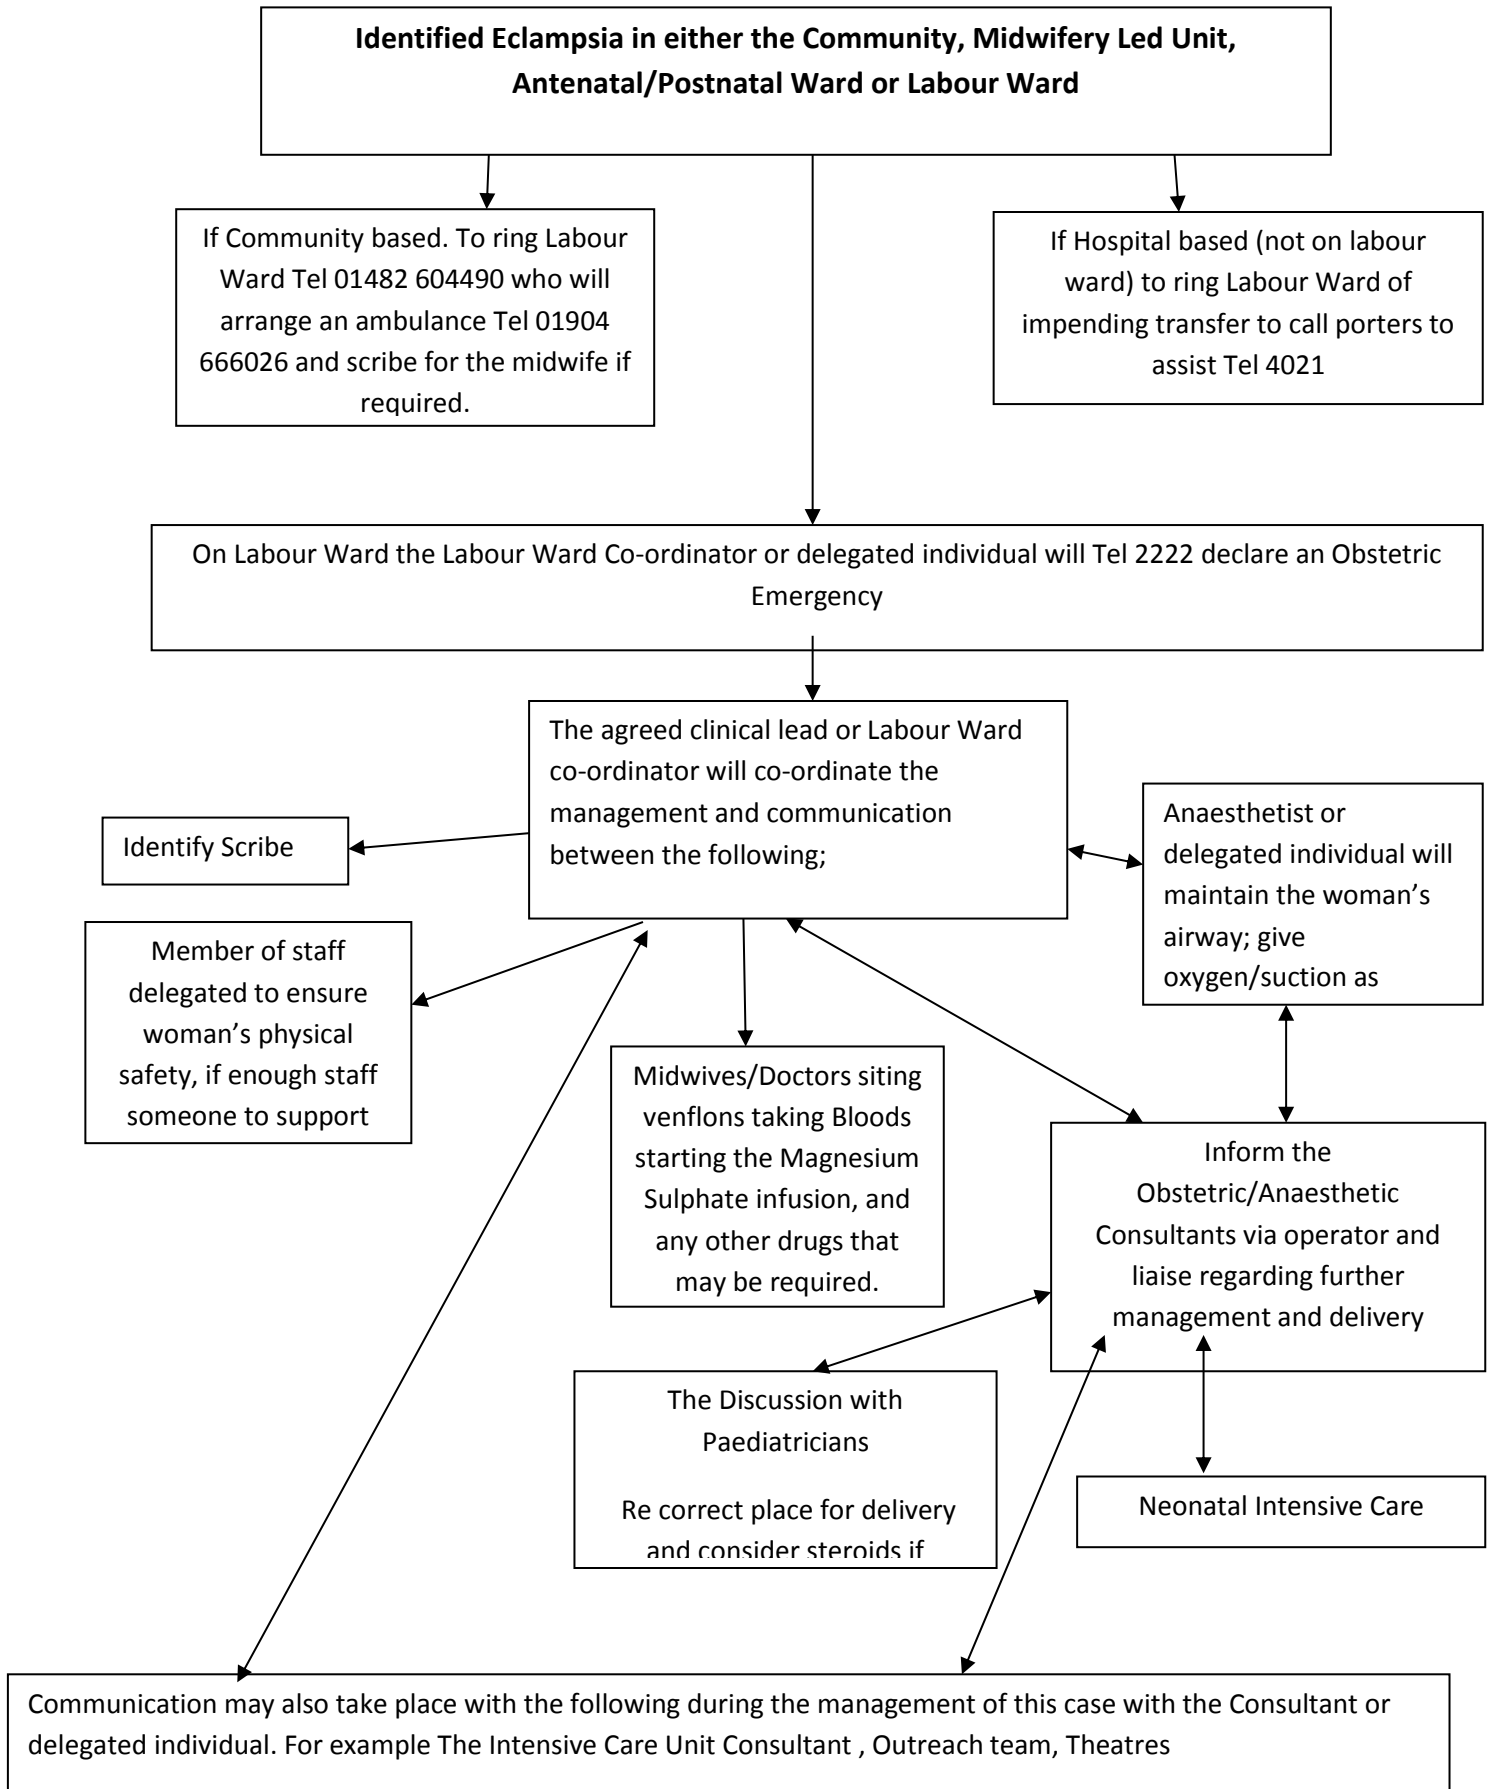 Identified Eclampsia in either the Community, Midwifery Led Unit,
Antenatal/Postnatal Ward or Labour Ward
If Community based. To ring Labour
Ward Tel 01482 604490 who will
arrange an ambulance Tel 01904
666026 and scribe for the midwife if
required.
If Hospital based (not on labour
ward) to ring Labour Ward of
impending transfer to call porters to
assist Tel 4021
On Labour Ward the Labour Ward Co-ordinator or delegated individual will Tel 2222 declare an Obstetric
Emergency
The agreed clinical lead or Labour Ward
co-ordinator will co-ordinate the
management and communication
between the following;
Identify Scribe
Anaesthetist or
delegated individual will
maintain the woman’s
airway; give
oxygen/suction as
Member of staff
delegated to ensure
woman’s physical
safety, if enough staff
someone to support
Midwives/Doctors siting
venflons taking Bloods
starting the Magnesium
Sulphate infusion, and
any other drugs that
may be required.
Inform the
Obstetric/Anaesthetic
Consultants via operator and
liaise regarding further
management and delivery
The Discussion with
Paediatricians
Re correct place for delivery
and consider steroids if
Neonatal Intensive Care
Communication may also take place with the following during the management of this case with the Consultant or
delegated individual. For example The Intensive Care Unit Consultant , Outreach team, Theatres